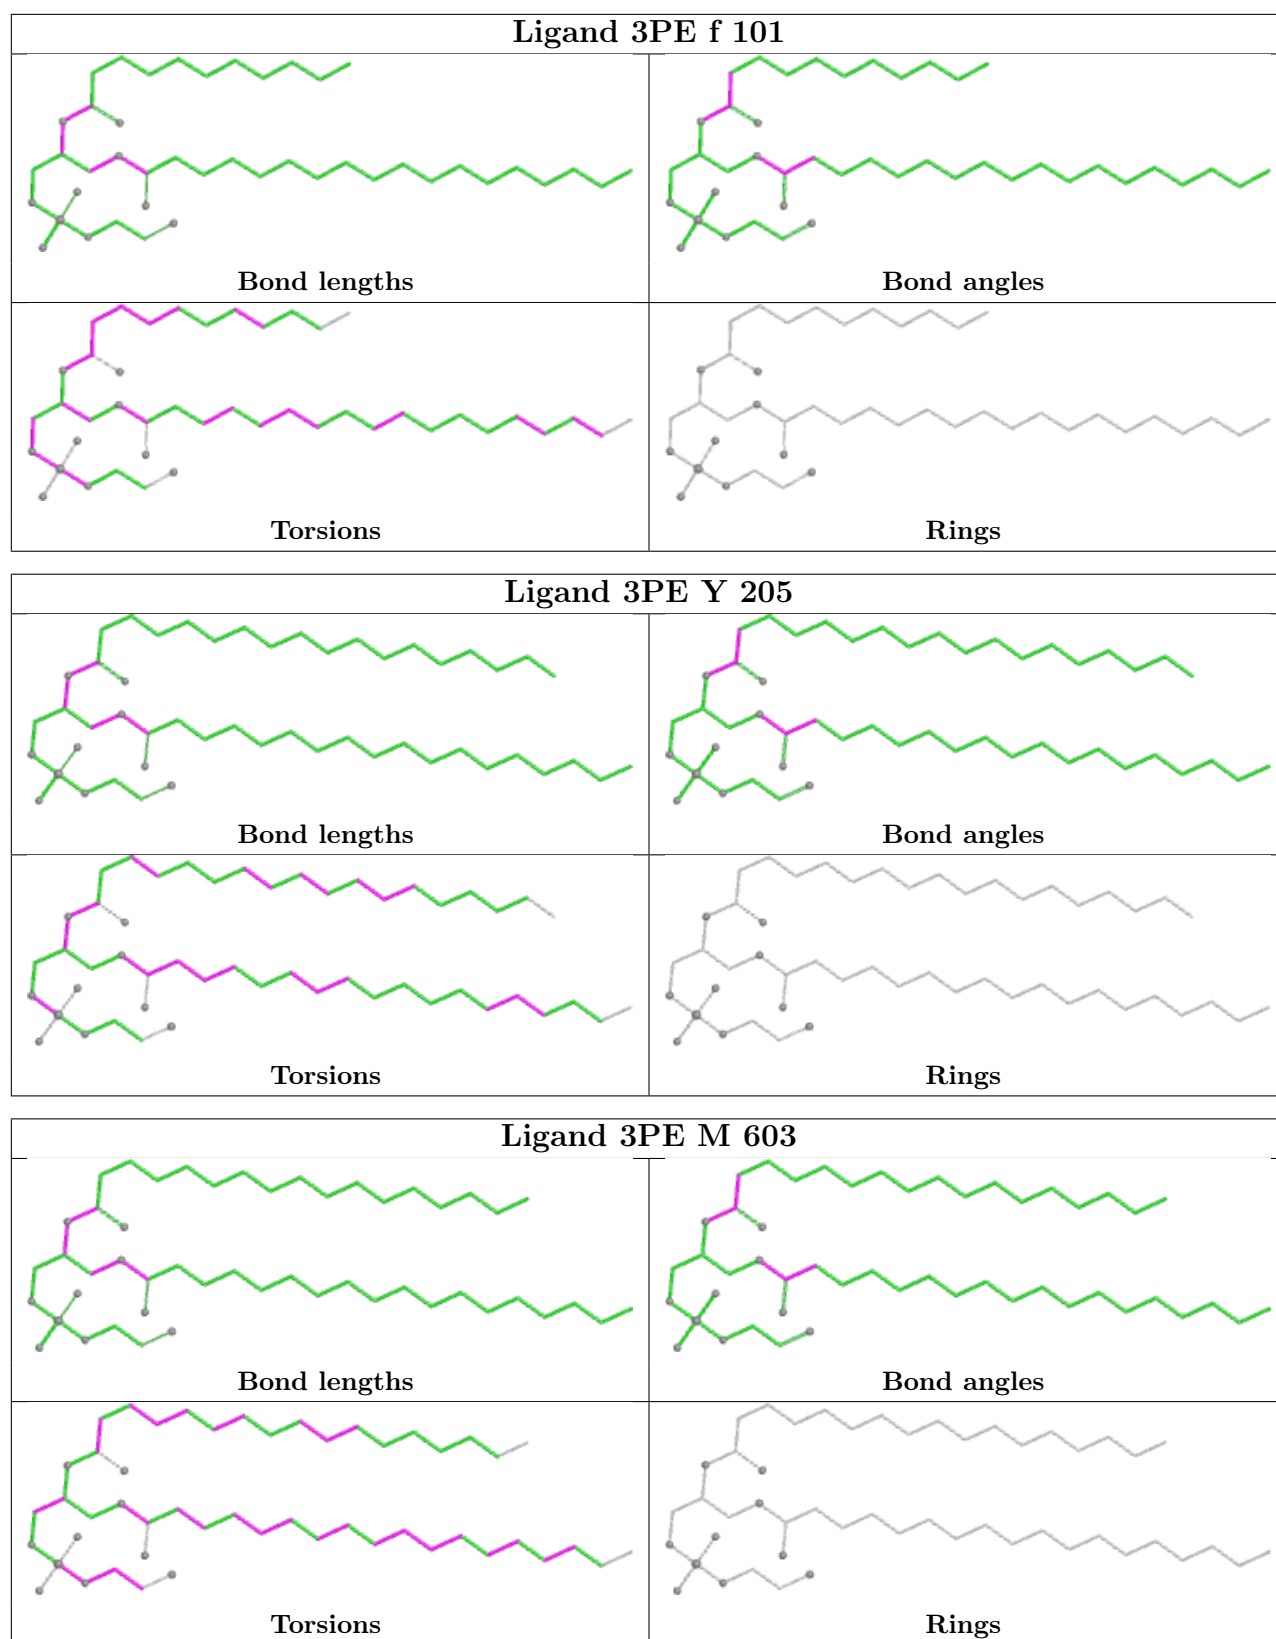 Ligand 3PE f 101
Bond lengths
Bond angles
Torsions
Rings
Ligand 3PE Y 205
Bond lengths
Bond angles
Torsions
Rings
Ligand 3PE M 603
Bond lengths
Bond angles
Torsions
Rings